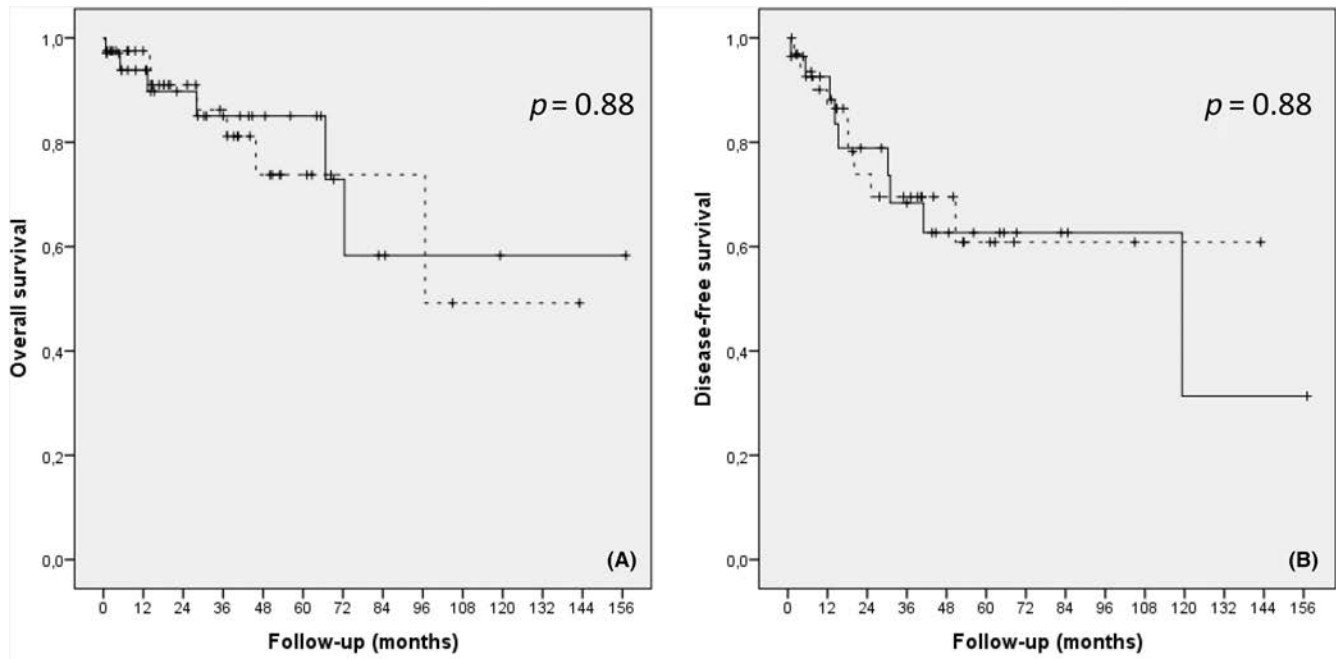 1,0
0,8
0,6
0,4
0,2
0,0
Overall survival
p = 0.88
(A)
0 12 24 36 48 60 72 84 96 108 120 132 144 156
Follow-up (months)
1,0
0,8
0,6
0,4
0,2
0,0
Disease-free survival
p = 0.88
(B)
0 12 24 36 48 60 72 84 96 108 120 132 144 156
Follow-up (months)